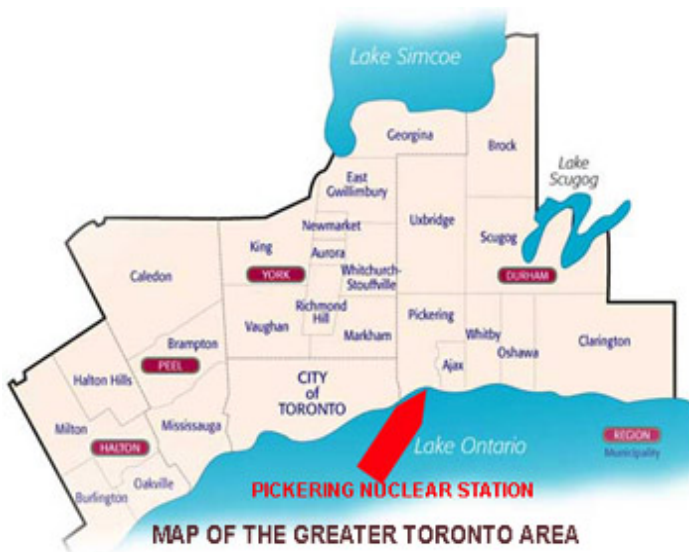 Lake Simcoe
Georgina
Brock
Lake
Scugog
East
Gwillimbury
Uxbridge
Newmarket
Scugog
King
Aurora
YORK
Whitchurch-
Stouffville
DURHAM
Caledon
Richmond
Hill
Pickering
Vaughan
Markham
Whitby
Oshawa
Clarington
Brampton
PEEL
Ajax
Halton Hills
CITY
of
TORONTO
Milton
Mississauga
HALTON
Lake Ontario
REGION
Municipality
Oakville
Burlington
PICKERING NUCLEAR STATION
MAP OF THE GREATER TORONTO AREA